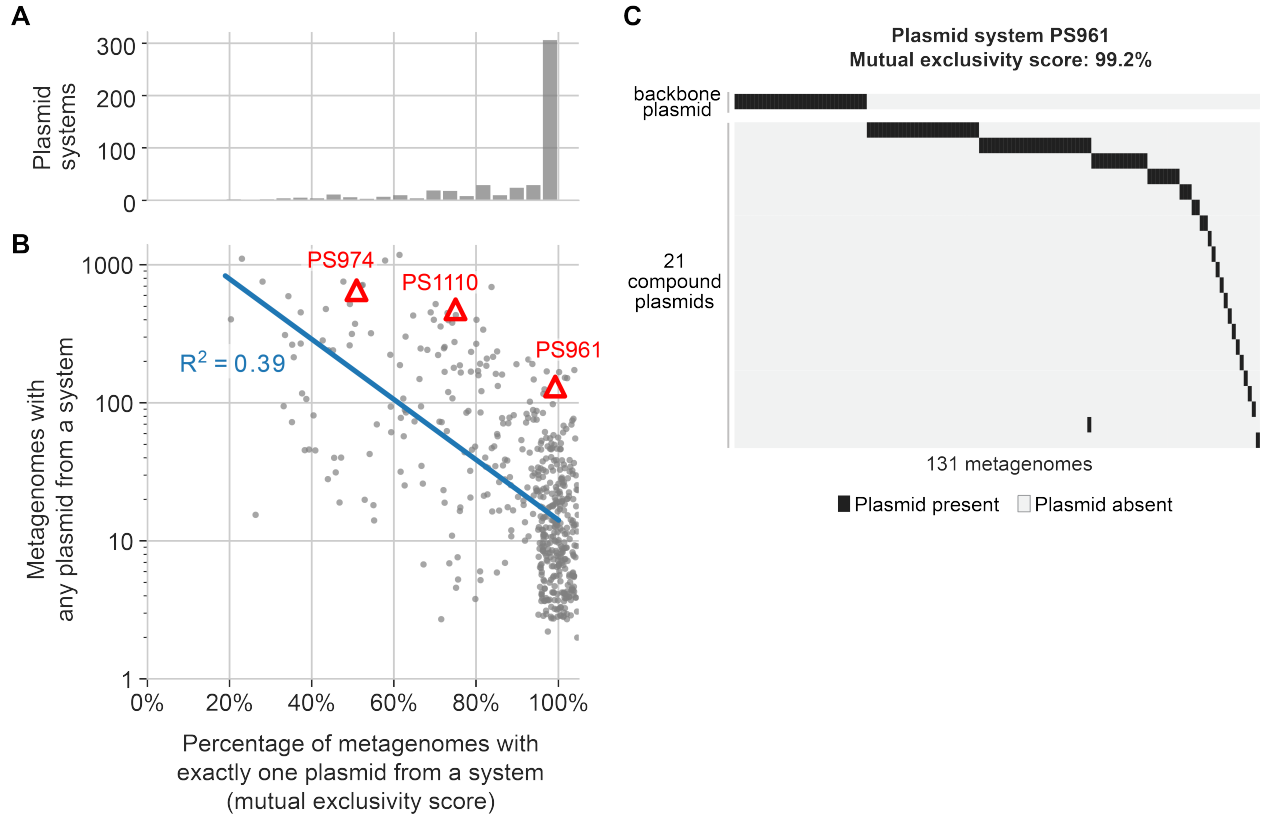 A
300
200
100
0
Plasmid
systems
B
1000
100
10
1
Metagenomes with
any plasmid from a system
PS974
PS1110
PS961
R² = 0.39
0%
20%
40%
60%
80%
100%
Percentage of metagenomes with
exactly one plasmid from a system
(mutual exclusivity score)
C
Plasmid system PS961
Mutual exclusivity score: 99.2%
backbone
plasmid
21
compound
plasmids
131 metagenomes
Plasmid present
Plasmid absent